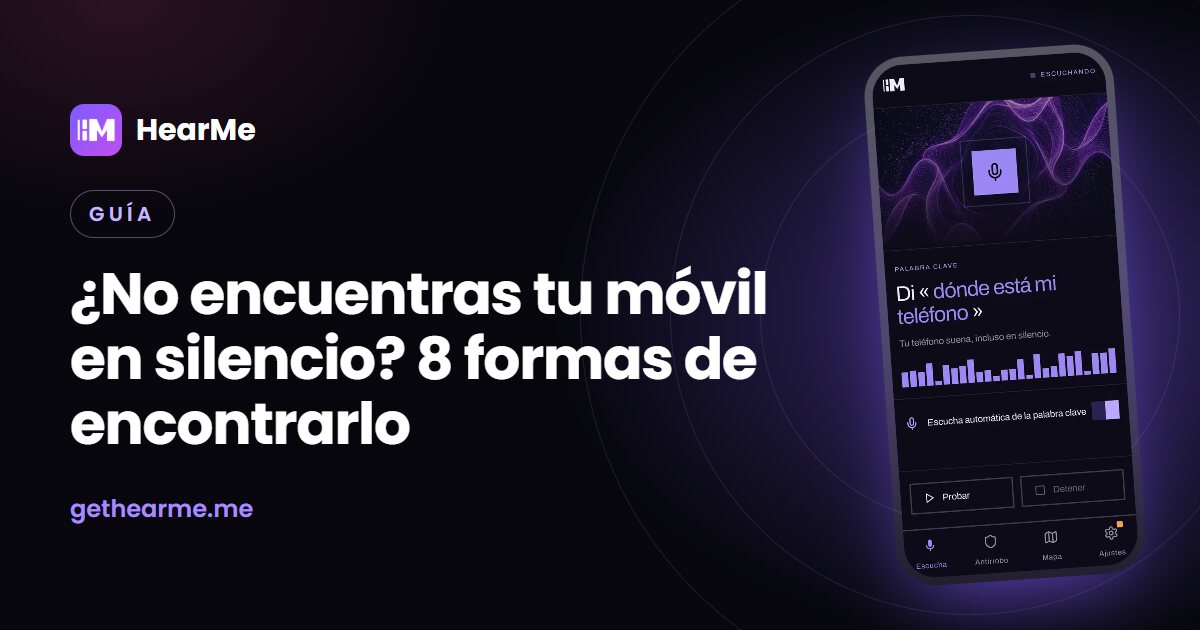 HM HearMe
GUÍA
¿No encuentras tu móvil
en silencio? 8 formas de
encontrarlo
gethearme.me
HM
ESCUCHANDO
PALABRA CLAVE
Di « dónde está mi
teléfono »
Tu teléfono suena, incluso en silencio.
Escucha automática de la palabra clave
Probar
Detener
Escucha
Antirrobo
Mapa
Ajustes